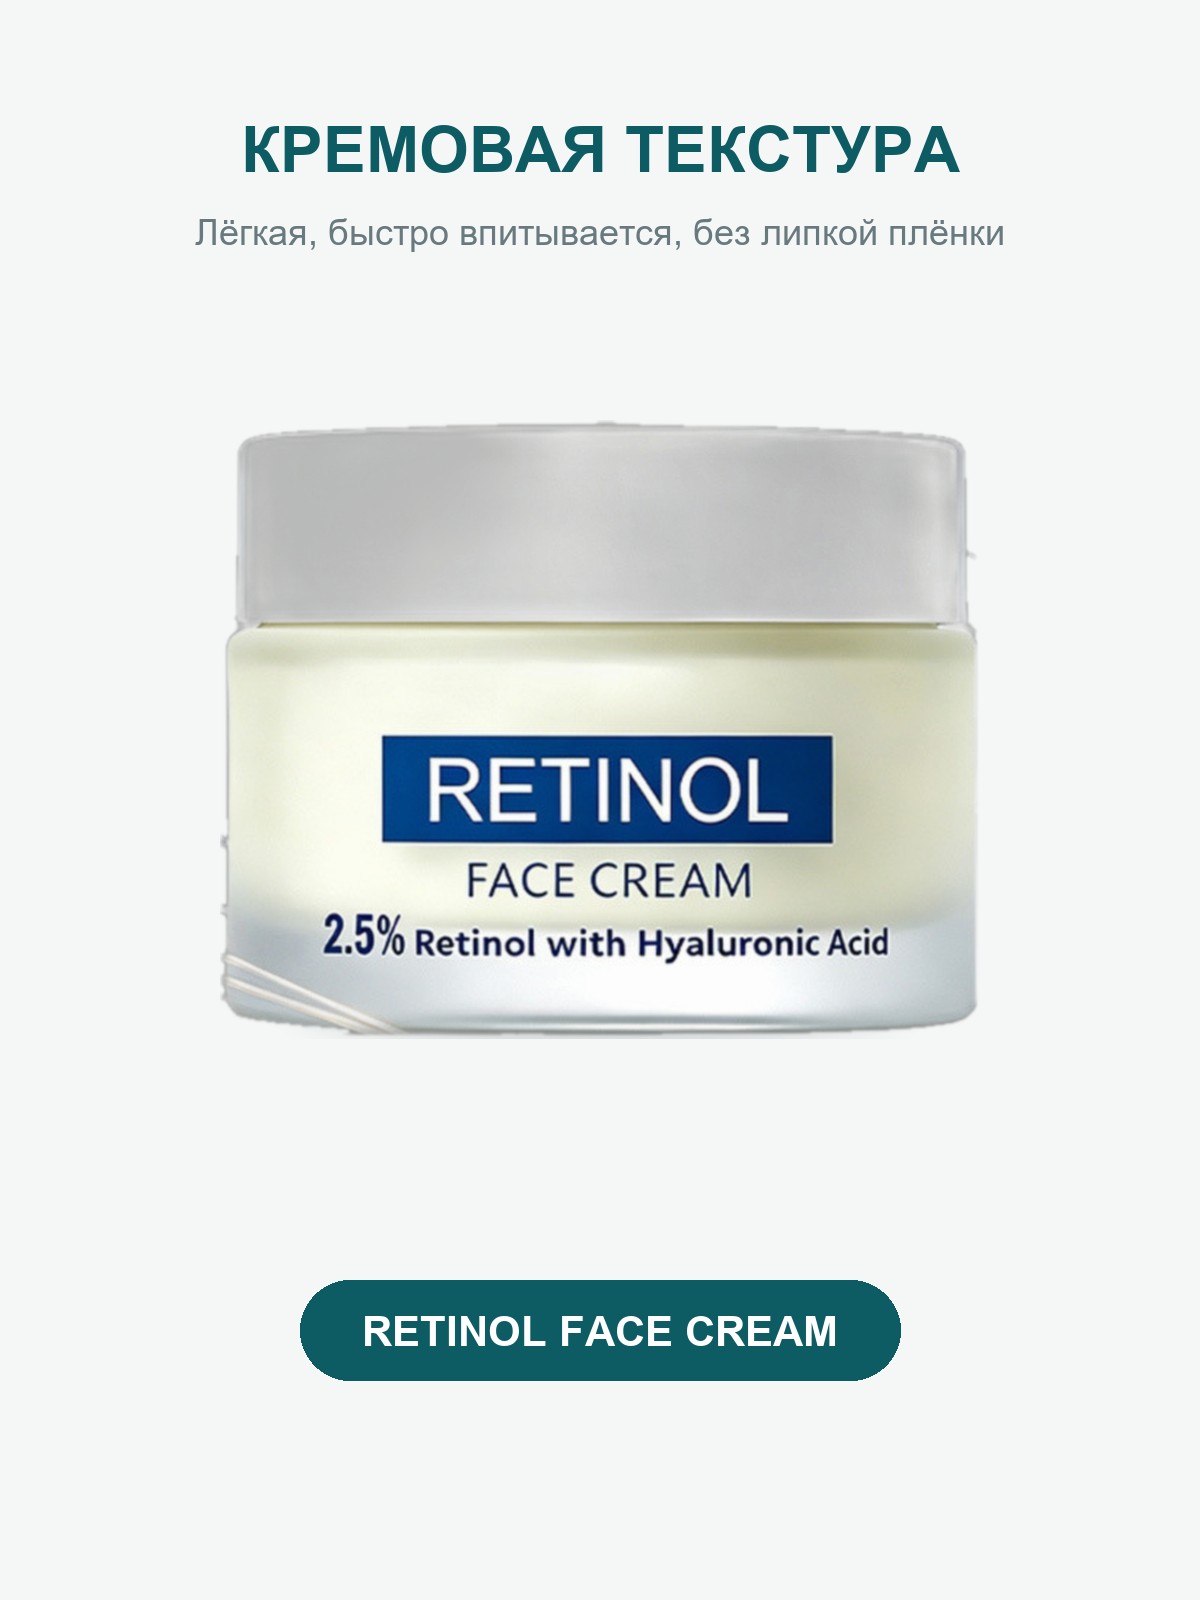 КРЕМОВАЯ ТЕКСТУРА
Лёгкая, быстро впитывается, без липкой плёнки
RETINOL
FACE CREAM
2.5% Retinol with Hyaluronic Acid
RETINOL FACE CREAM